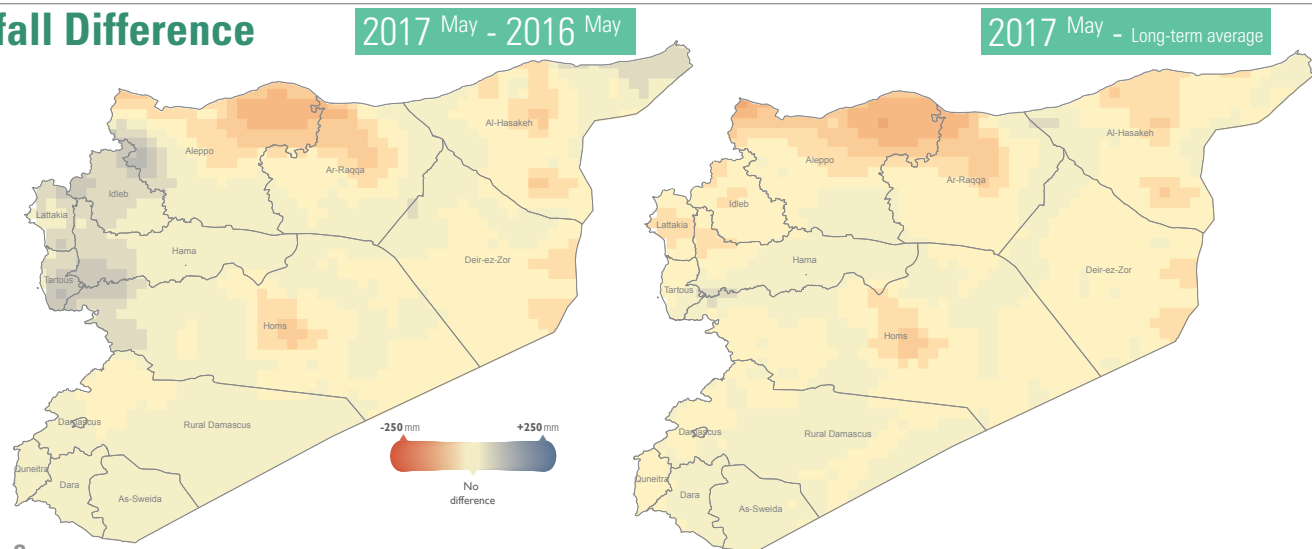 fall Difference
2017 May - 2016 May
2017 May - Long-term average
Al-Hasakeh
Aleppo
Ar-Raqqa
Idleb
Lattakia
Hama
Deir-ez-Zor
Tartous
Homs
Damascus
Rural Damascus
Quneitra
Dara
As-Sweida
-250 mm
+250 mm
No
difference
Al-Hasakeh
Aleppo
Ar-Raqqa
Idleb
Lattakia
Hama
Deir-ez-Zor
Tartous
Homs
Damascus
Rural Damascus
Quneitra
Dara
As-Sweida